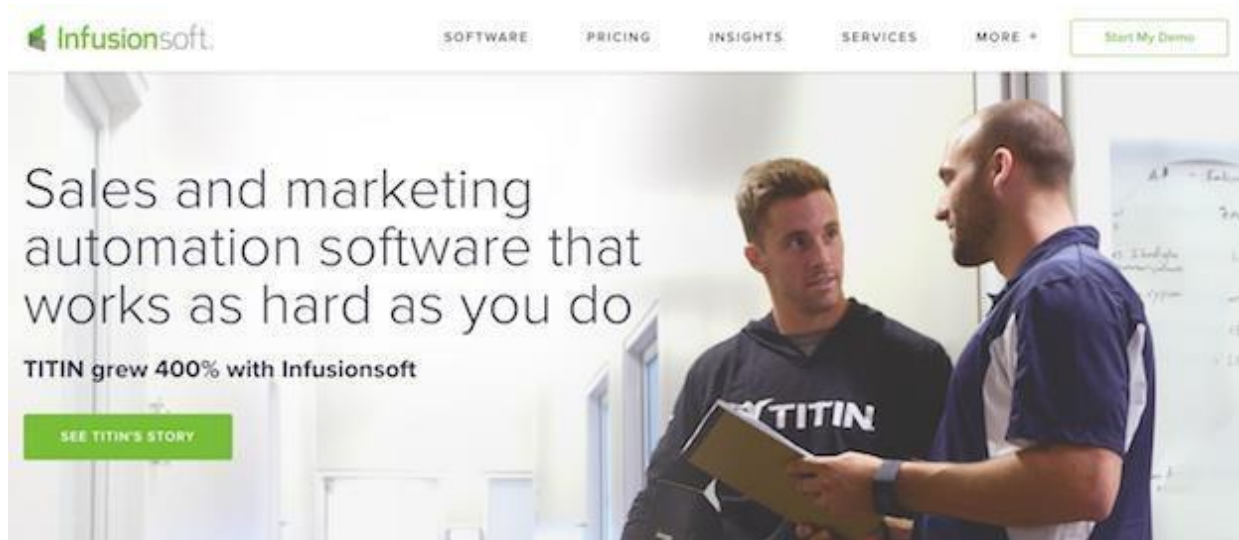 Infusionsoft.
SOFTWARE PRICING INSIGHTS SERVICES MORE + Start My Demo
Sales and marketing
automation software that
works as hard as you do
TITIN grew 400% with Infusionsoft
SEE TITIN'S STORY
TITIN